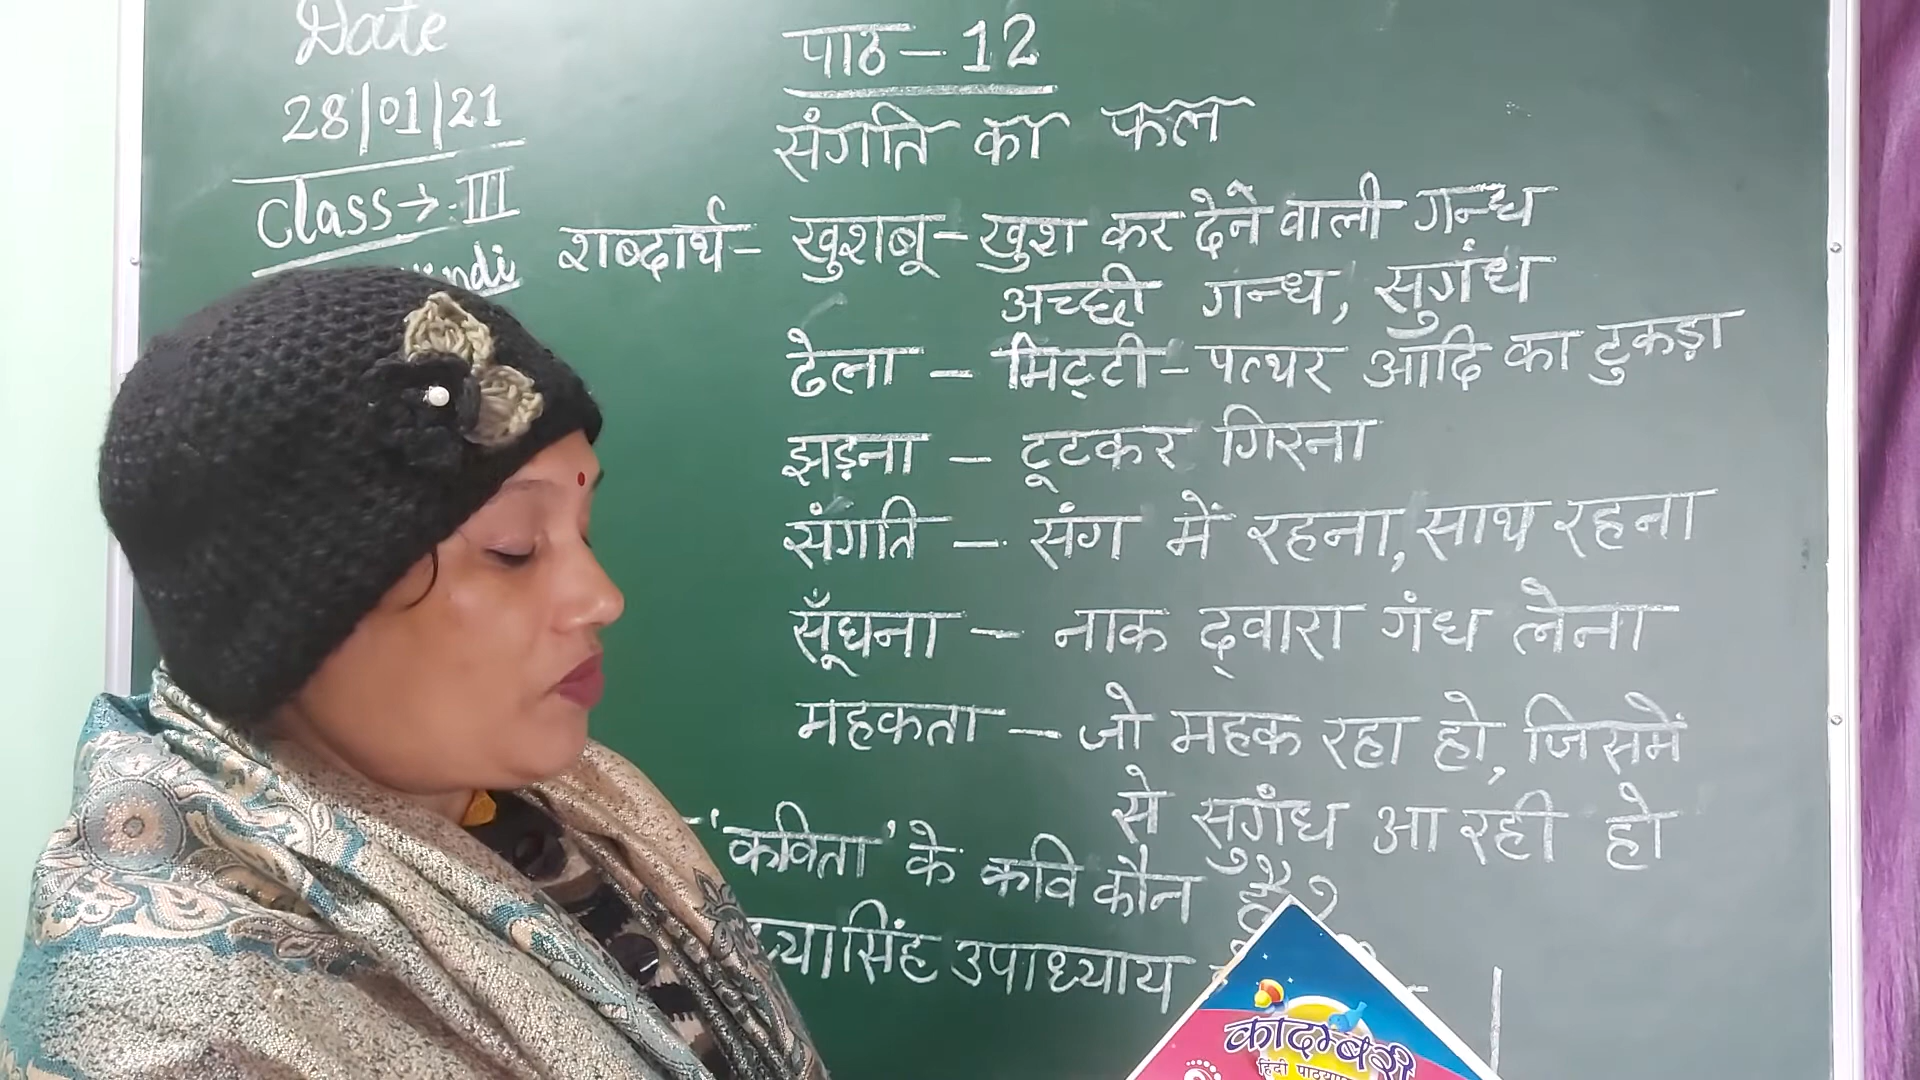 Date
28/01/21
Class→ III
पाठ - 12
संगति का फल
शब्दार्थ - खुशबू - खुश कर देने वाली गन्ध
अच्छी गन्ध, सुगंध
ढेला - मिट्टी - पत्थर आदि का टुकड़ा
झड़ना - टूटकर गिरना
संगति - संग में रहना, साथ रहना
सूँघना - नाक द्वारा गंध लेना
महकता - जो महक रहा हो, जिसमें
से सुगंध आ रही हो
- 'कविता' के कवि कौन है?
सिंह उपाध्याय
कादम्बरी
हिंदी